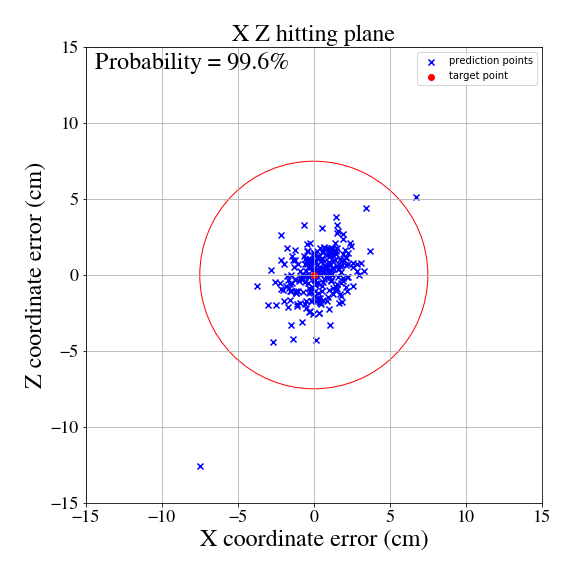 X Z hitting plane
Probability = 99.6%
prediction points
target point
Z coordinate error (cm)
15
10
5
0
−5
−10
−15
−15
−10
−5
0
5
10
15
X coordinate error (cm)